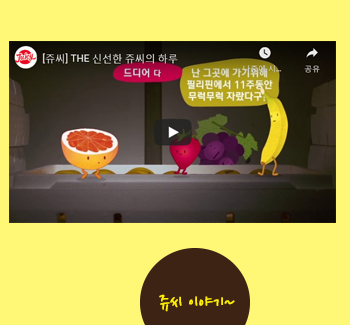 [쥬씨] THE 신선한 쥬씨의 하루
공유
드디어 다
난 그곳에 가기위해
필리핀에서 11주동안
무럭무럭 자랐다구!
쥬씨 이야기~